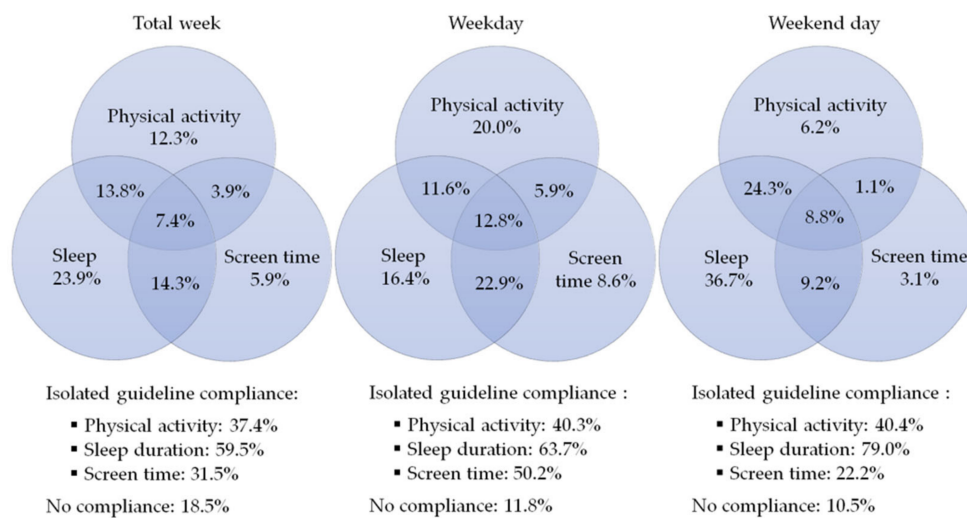 Total week
Physical activity
12.3%
13.8%
3.9%
7.4%
Sleep
23.9%
14.3%
Screen time
5.9%
Isolated guideline compliance:
▪ Physical activity: 37.4%
▪ Sleep duration: 59.5%
▪ Screen time: 31.5%
No compliance: 18.5%
Weekday
Physical activity
20.0%
11.6%
5.9%
12.8%
Sleep
16.4%
22.9%
Screen
time 8.6%
Isolated guideline compliance :
▪ Physical activity: 40.3%
▪ Sleep duration: 63.7%
▪ Screen time: 50.2%
No compliance: 11.8%
Weekend day
Physical activity
6.2%
24.3%
1.1%
8.8%
Sleep
36.7%
9.2%
Screen time
3.1%
Isolated guideline compliance :
▪ Physical activity: 40.4%
▪ Sleep duration: 79.0%
▪ Screen time: 22.2%
No compliance: 10.5%